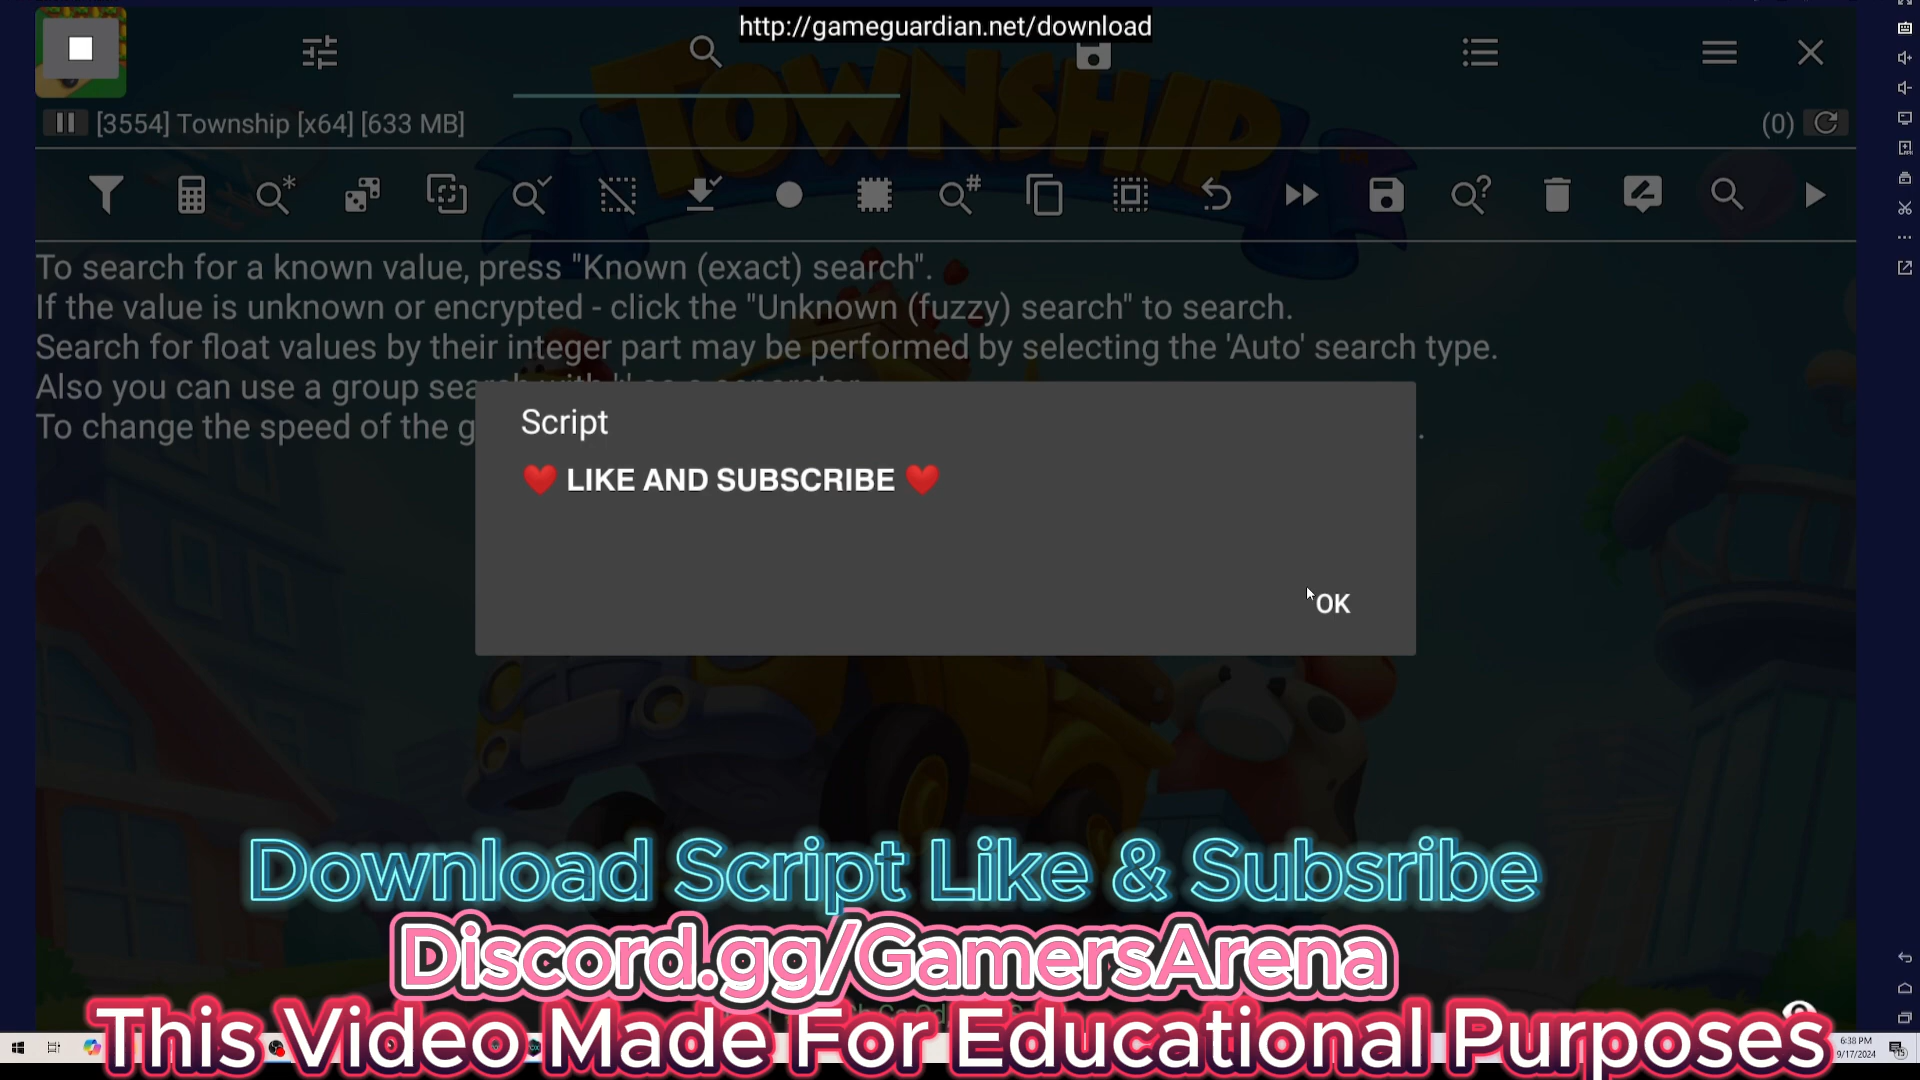 http://gameguardian.net/download
TOWNSHIP
[3554] Township [x64] [633 MB]
(0)
To search for a known value, press "Known (exact) search".
If the value is unknown or encrypted - click the "Unknown (fuzzy) search" to search.
Search for float values by their integer part may be performed by selecting the 'Auto' search type.
Also you can use a group
To change the speed of the
Script
❤️ LIKE AND SUBSCRIBE ❤️
OK
Download Script Like & Subsribe
Discord.gg/GamersArena
This Video Made For Educational Purposes
6:38 PM
9/17/2024